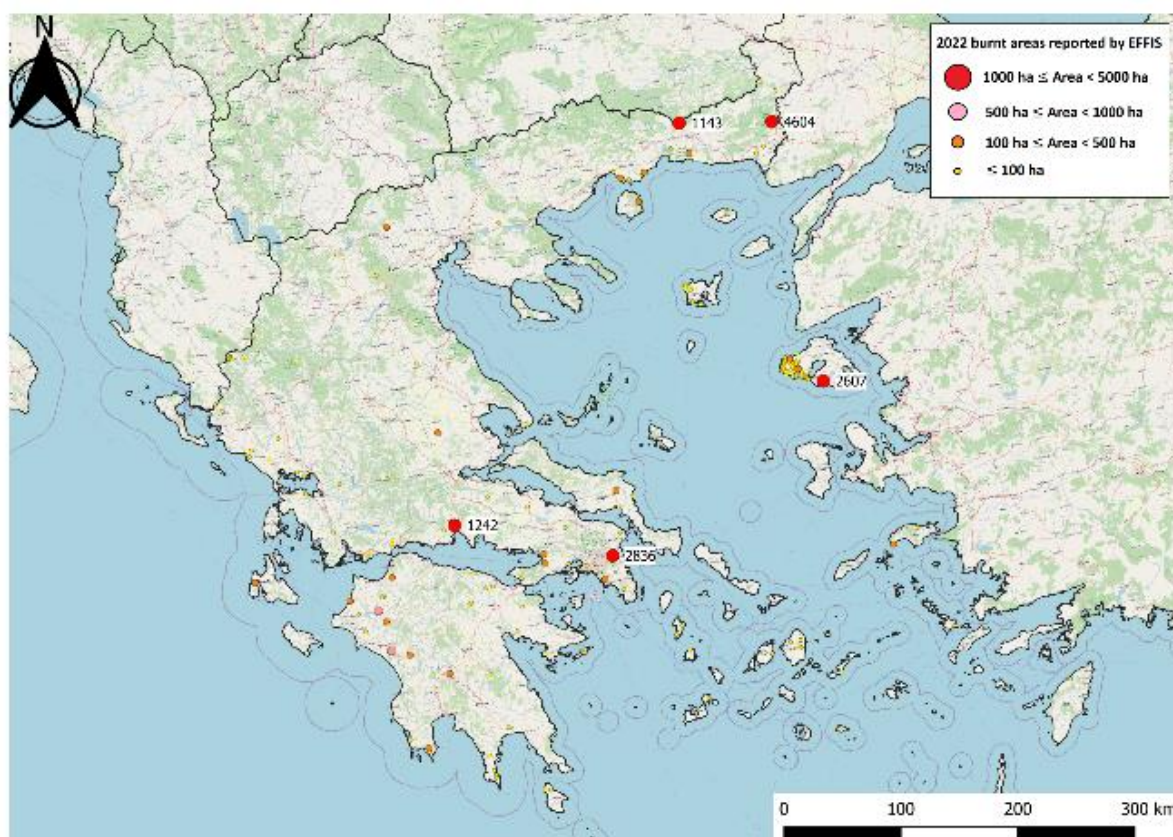 N
2022 burnt areas reported by EFFIS
1000 ha ≤ Area < 5000 ha
500 ha ≤ Area < 1000 ha
100 ha ≤ Area < 500 ha
≤ 100 ha
1143
4604
2607
1242
2836
0 100 200 300 km